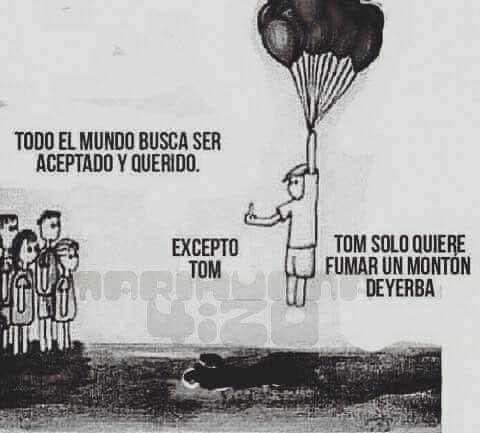 TODO EL MUNDO BUSCA SER
ACEPTADO Y QUERIDO.
EXCEPTO
TOM
TOM SOLO QUIERE
FUMAR UN MONTÓN
DEYERBA